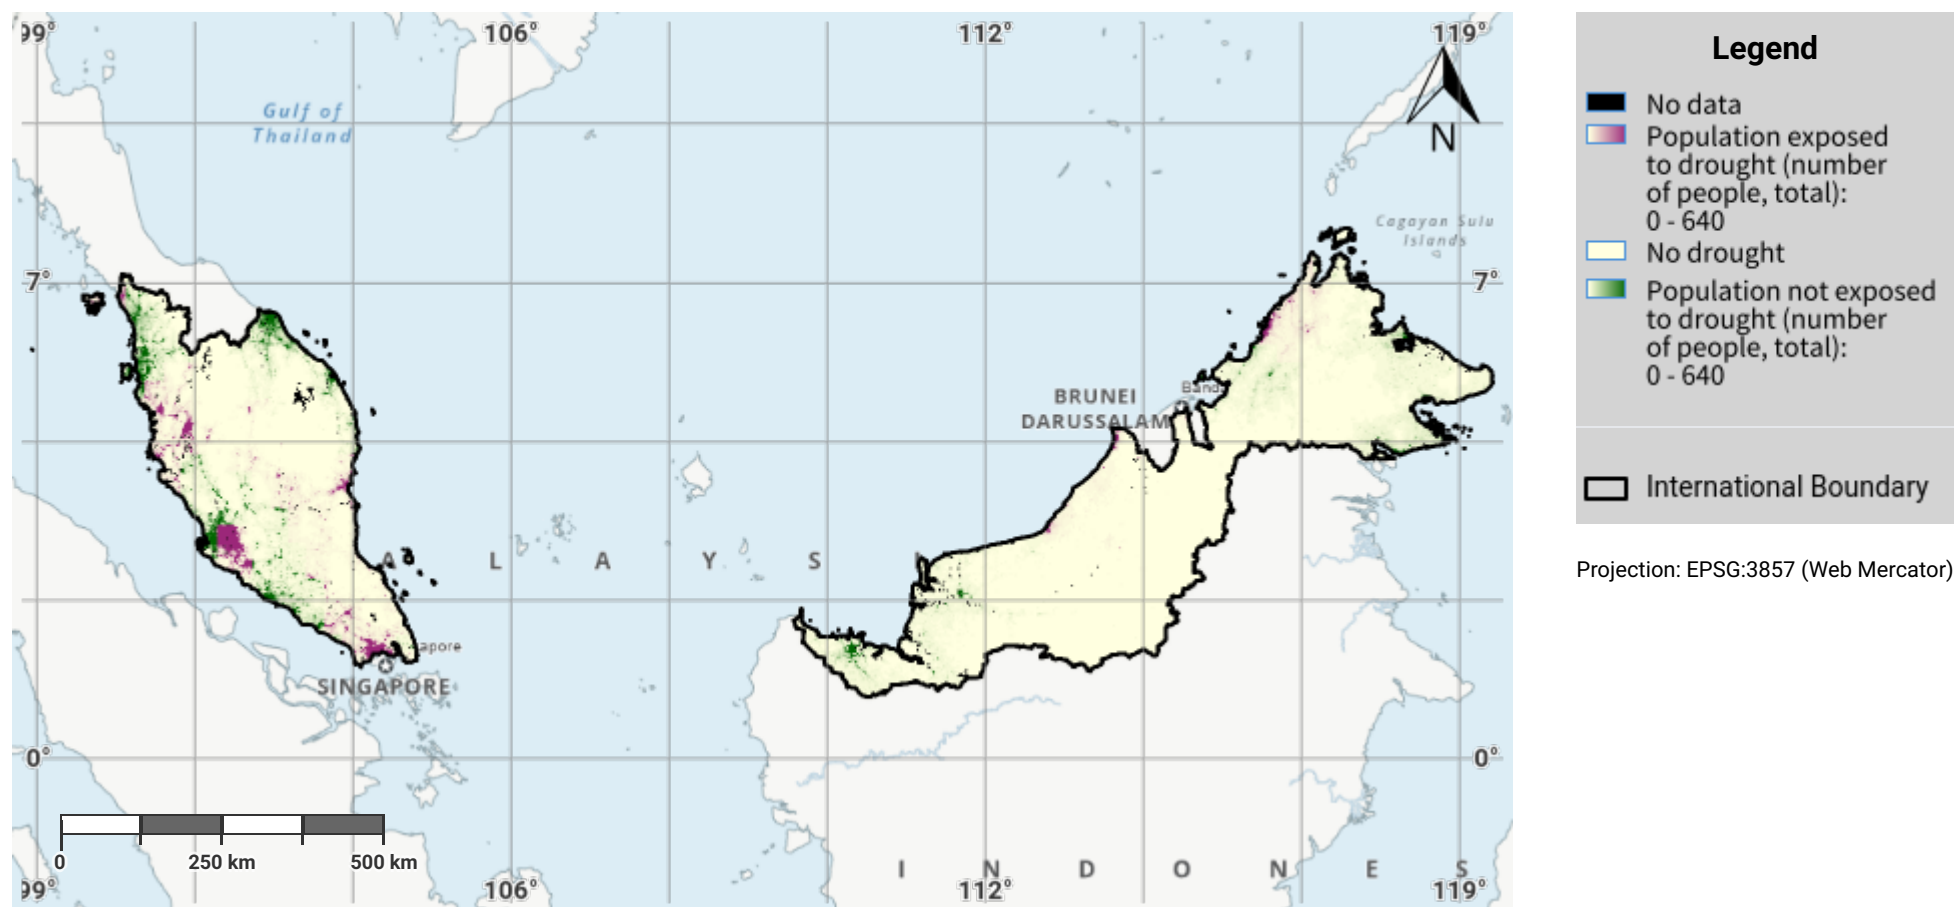 99°
106°
112°
119°
Gulf of
Thailand
N
Cagayan Sulu
Islands
7°
7°
BRUNEI
DARUSSALAM
Band
A L A Y S I
apore
SINGAPORE
0°
0°
0
250 km
500 km
I N D O N E S
99°
106°
112°
119°
Legend
No data
Population exposed
to drought (number
of people, total):
0 - 640
No drought
Population not exposed
to drought (number
of people, total):
0 - 640
International Boundary
Projection: EPSG:3857 (Web Mercator)